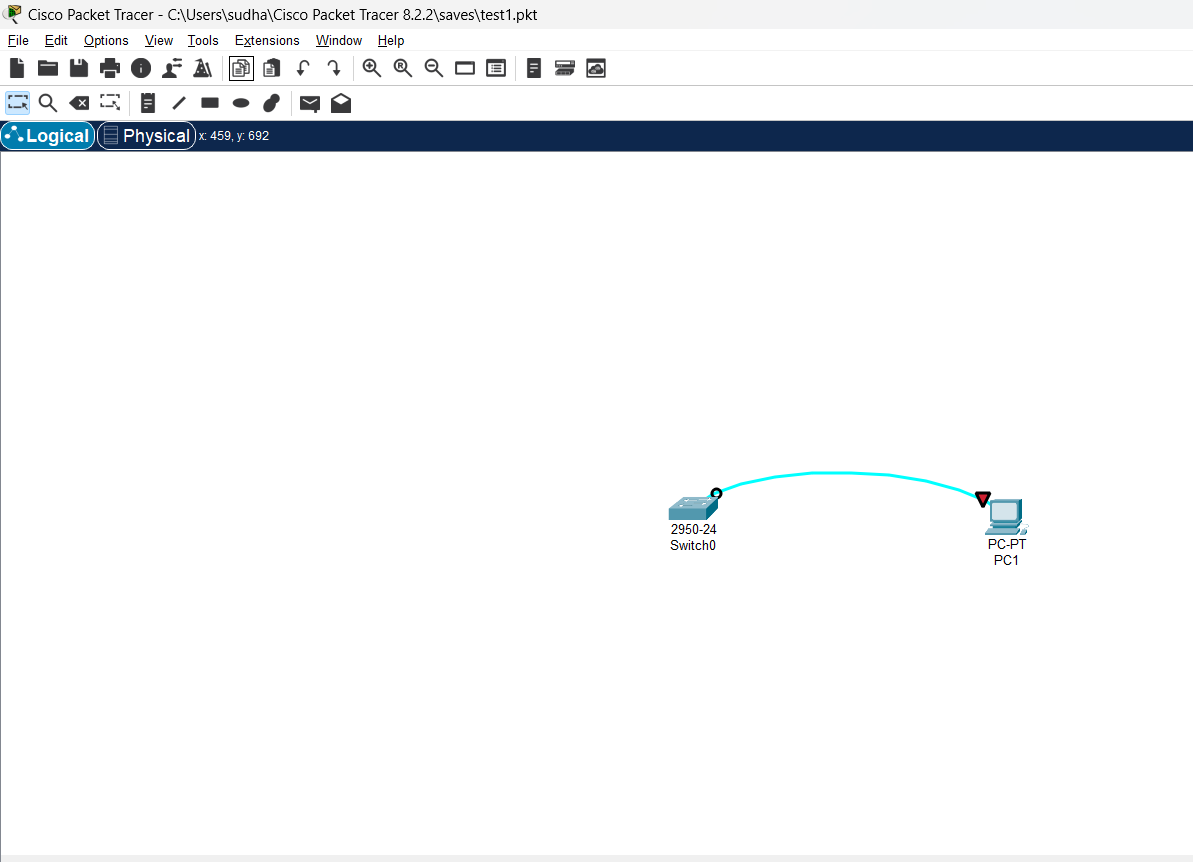 Cisco Packet Tracer - C:\Users\sudha\Cisco Packet Tracer 8.2.2\saves\test1.pkt
File Edit Options View Tools Extensions Window Help
Logical Physical x: 459, y: 692
2950-24
Switch0
PC-PT
PC1